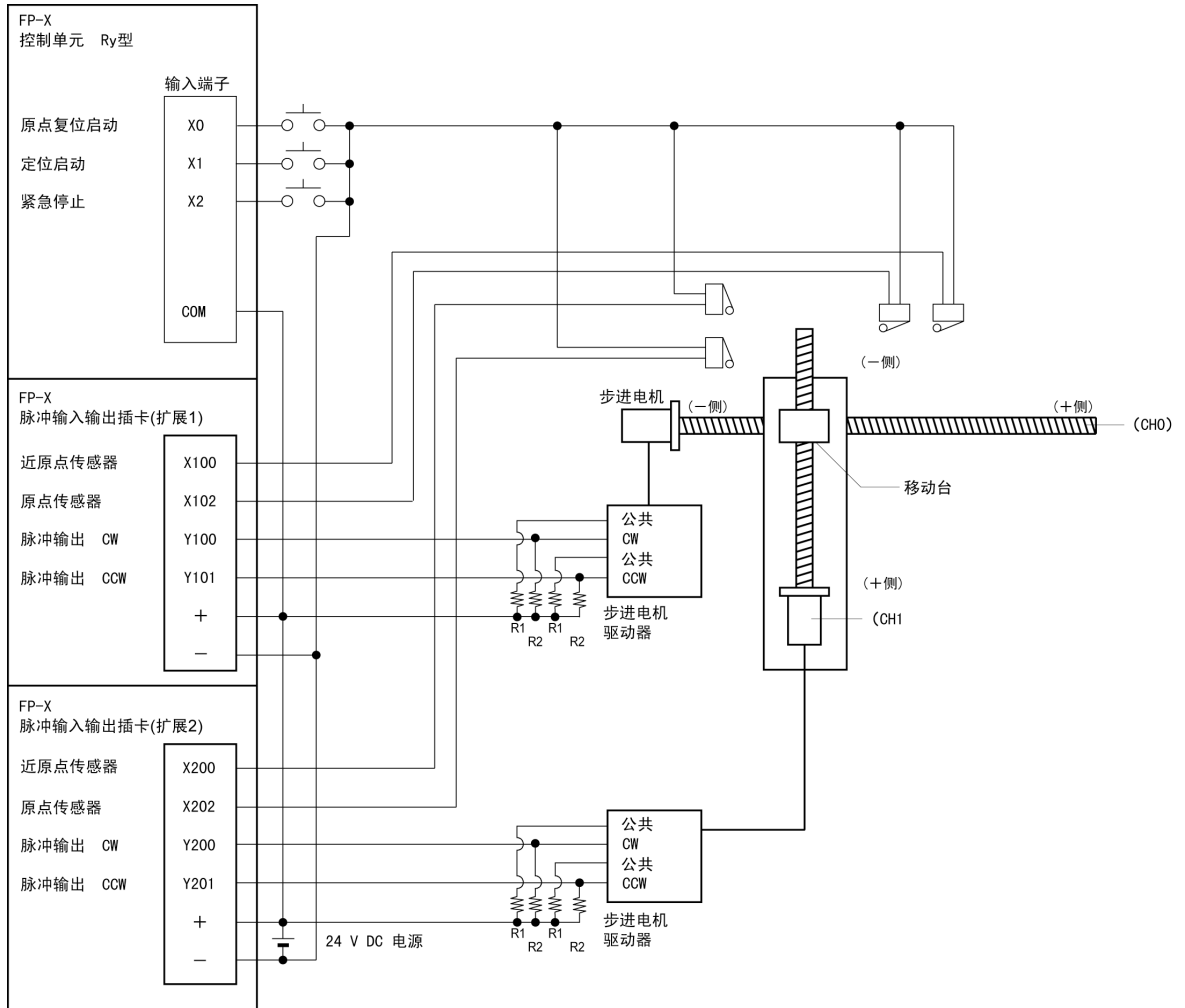 FP-X
控制单元 Ry型
输入端子
原点复位启动 X0
定位启动 X1
紧急停止 X2
COM
(－侧)
FP-X
脉冲输入输出插卡(扩展1)
步进电机
(－侧)
(＋侧)
(CH0)
近原点传感器 X100
移动台
原点传感器 X102
公共
脉冲输出 CW Y100
CW
公共
脉冲输出 CCW Y101
CCW
(＋侧)
＋
步进电机
驱动器
R1 R2 R1 R2
(CH1
－
FP-X
脉冲输入输出插卡(扩展2)
近原点传感器 X200
原点传感器 X202
公共
脉冲输出 CW Y200
CW
公共
脉冲输出 CCW Y201
CCW
＋
步进电机
驱动器
R1 R2 R1 R2
24 V DC 电源
－